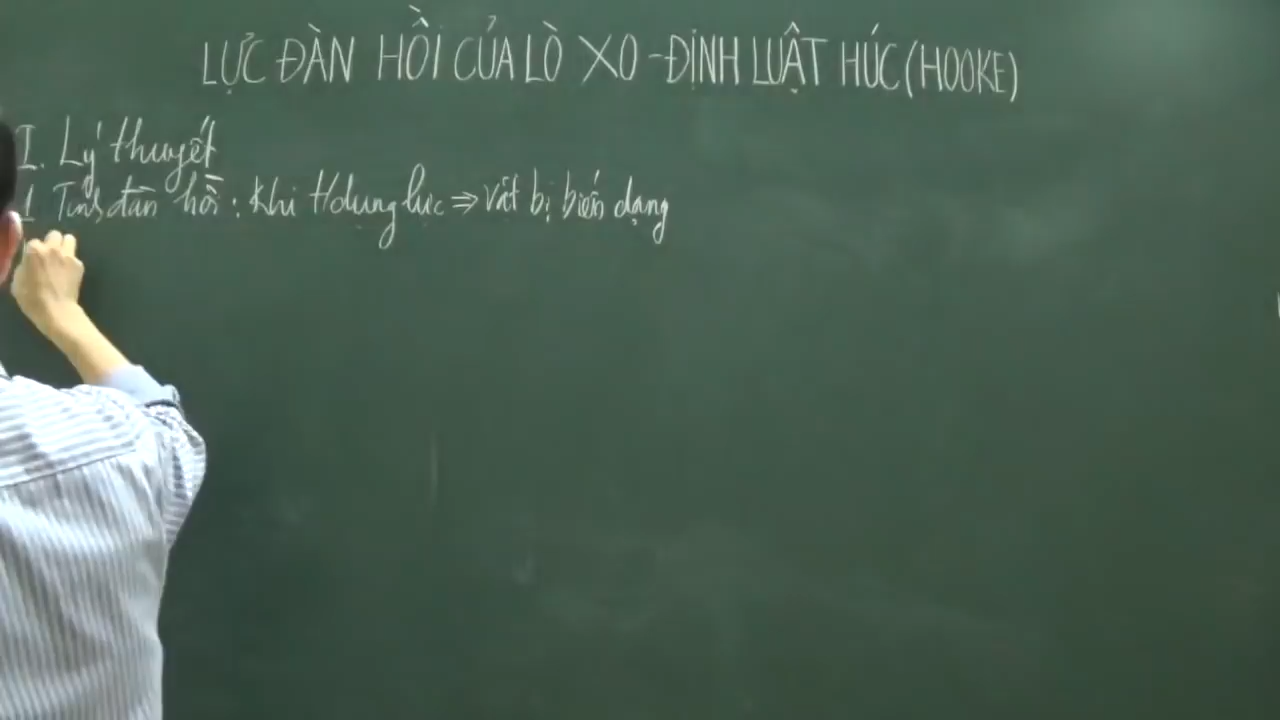 LỰC ĐÀN HỒI CỦA LÒ XO - ĐỊNH LUẬT HÚC (HOOKE)
I. Lý thuyết
1 Tính đàn hồi : Khi t/dụng lực ⇒ vật bị biến dạng